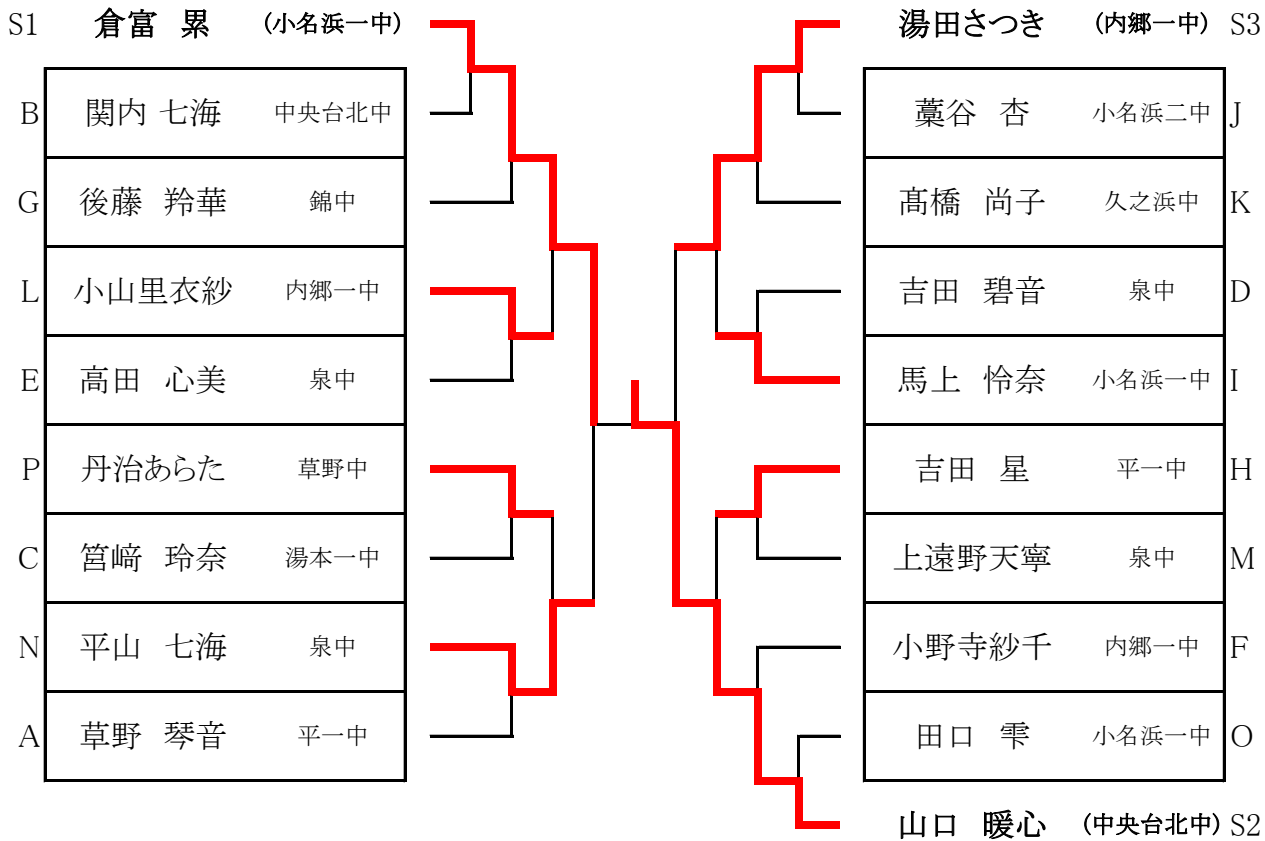 S1 倉富 累 (小名浜一中)
B 関内 七海 中央台北中
G 後藤 羚華 錦中
L 小山里衣紗 内郷一中
E 高田 心美 泉中
P 丹治あらた 草野中
C 筥﨑 玲奈 湯本一中
N 平山 七海 泉中
A 草野 琴音 平一中
湯田さつき (内郷一中) S3
藁谷 杏 小名浜二中 J
髙橋 尚子 久之浜中 K
吉田 碧音 泉中 D
馬上 怜奈 小名浜一中 I
吉田 星 平一中 H
上遠野天寧 泉中 M
小野寺紗千 内郷一中 F
田口 雫 小名浜一中 O
山口 暖心 (中央台北中) S2